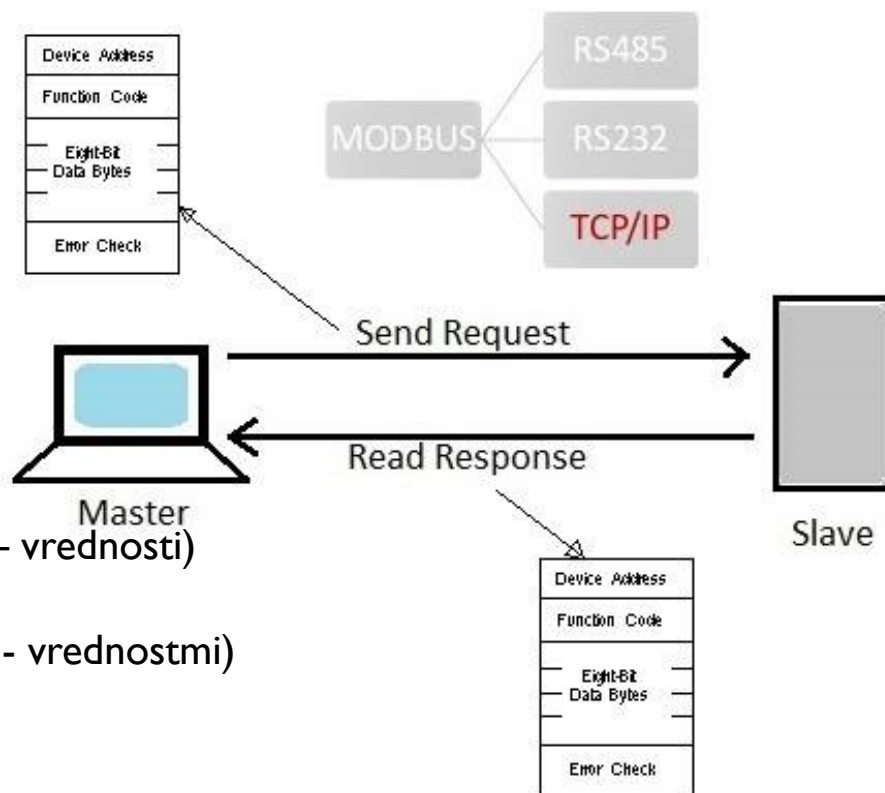 Device Address
Function Code
Eight-Bit
Data Bytes
Error Check
MODBUS
RS485
RS232
TCP/IP
Send Request
Read Response
Master
Slave
- vrednosti)
- vrednostmi)
Device Address
Function Code
Eight-Bit
Data Bytes
Error Check